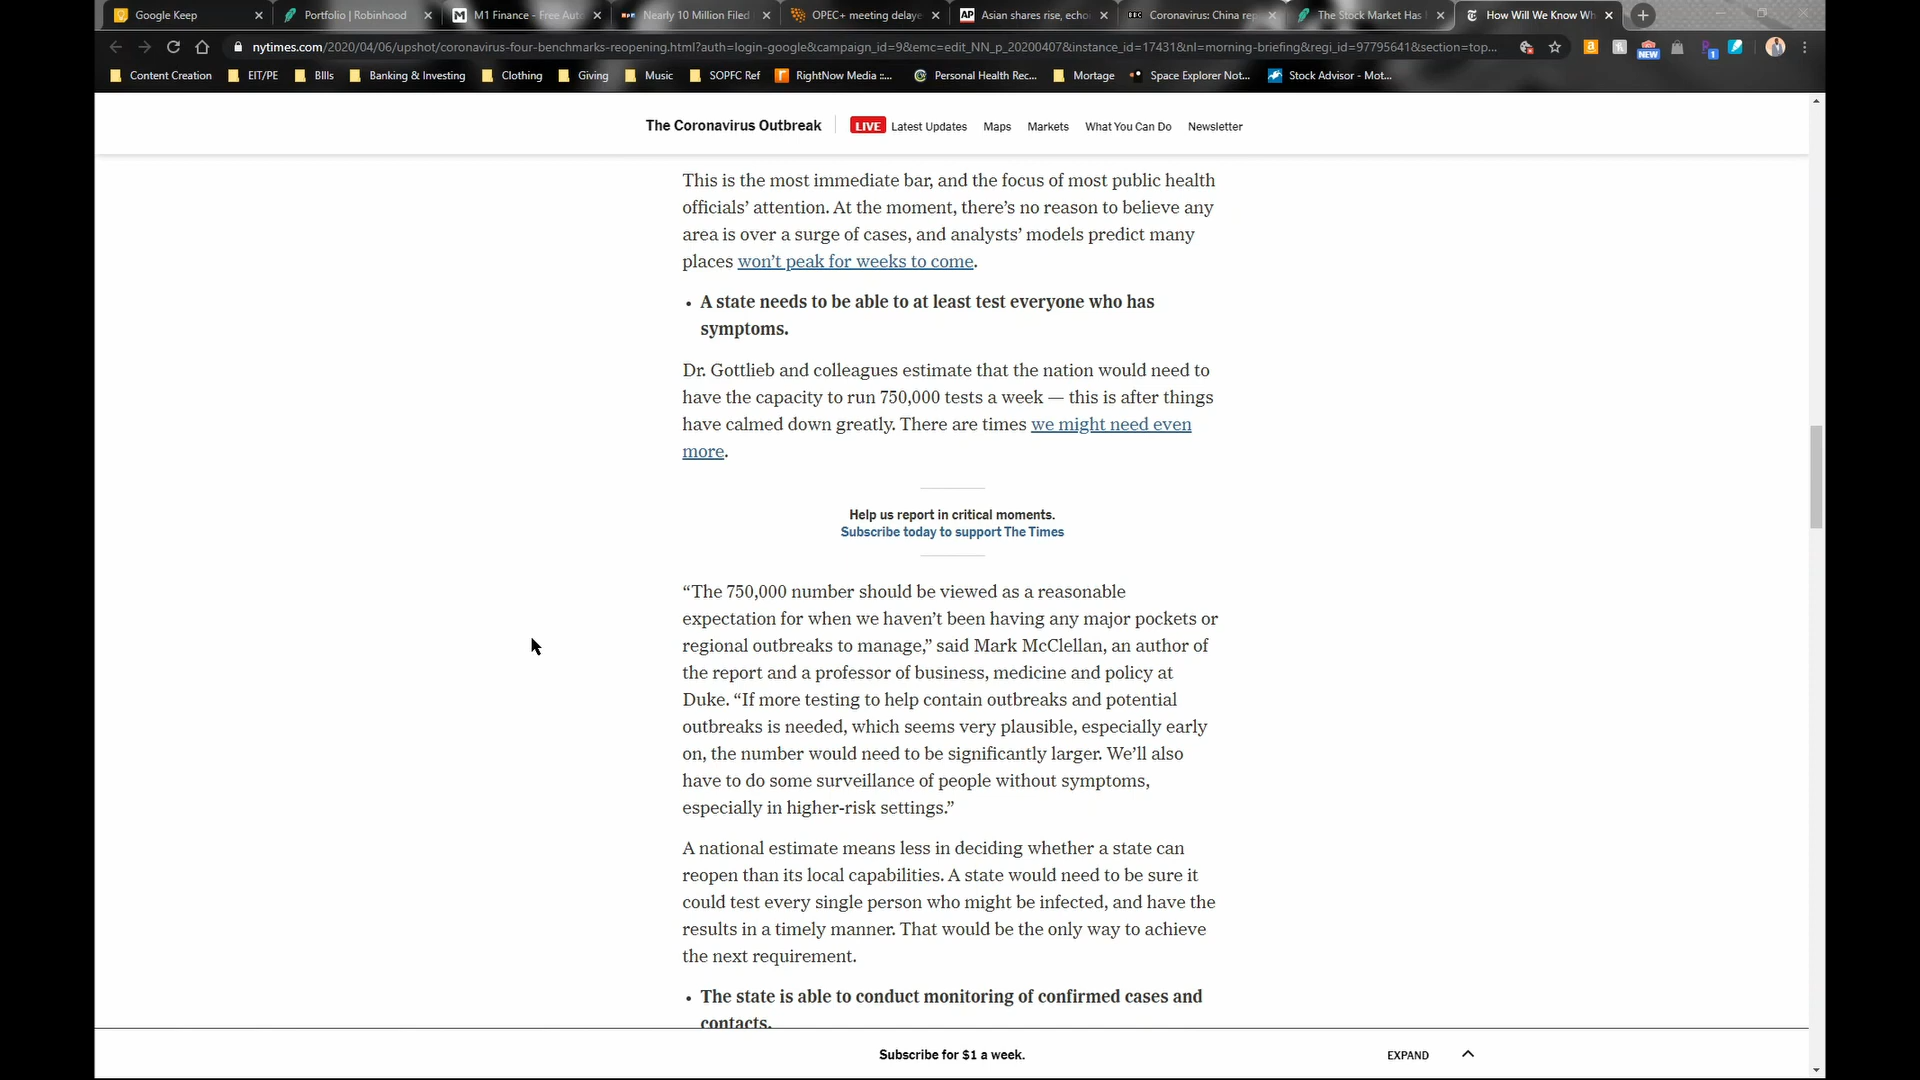 Google Keep
Portfolio | Robinhood
M1 Finance - Free Auto
Nearly 10 Million Filed
OPEC+ meeting delaye
AP Asian shares rise, echo
BBC Coronavirus: China rep
The Stock Market Has
How Will We Know Wh
nytimes.com/2020/04/06/upshot/coronavirus-four-benchmarks-reopening.html?auth=login-google&campaign_id=9&emc=edit_NN_p_20200407&instance_id=17431&nl=morning-briefing&regi_id=97795641&section=top...
NEW
1
Content Creation
EIT/PE
BIlls
Banking & Investing
Clothing
Giving
Music
SOPFC Ref
RightNow Media ::...
Personal Health Rec...
Mortage
Space Explorer Not...
Stock Advisor - Mot...
The Coronavirus Outbreak
LIVE Latest Updates
Maps
Markets
What You Can Do
Newsletter
This is the most immediate bar, and the focus of most public health
officials’ attention. At the moment, there’s no reason to believe any
area is over a surge of cases, and analysts’ models predict many
places won’t peak for weeks to come.
• A state needs to be able to at least test everyone who has
symptoms.
Dr. Gottlieb and colleagues estimate that the nation would need to
have the capacity to run 750,000 tests a week — this is after things
have calmed down greatly. There are times we might need even
more.
Help us report in critical moments.
Subscribe today to support The Times
“The 750,000 number should be viewed as a reasonable
expectation for when we haven’t been having any major pockets or
regional outbreaks to manage,” said Mark McClellan, an author of
the report and a professor of business, medicine and policy at
Duke. “If more testing to help contain outbreaks and potential
outbreaks is needed, which seems very plausible, especially early
on, the number would need to be significantly larger. We’ll also
have to do some surveillance of people without symptoms,
especially in higher-risk settings.”
A national estimate means less in deciding whether a state can
reopen than its local capabilities. A state would need to be sure it
could test every single person who might be infected, and have the
results in a timely manner. That would be the only way to achieve
the next requirement.
• The state is able to conduct monitoring of confirmed cases and
contacts.
Subscribe for $1 a week.
EXPAND